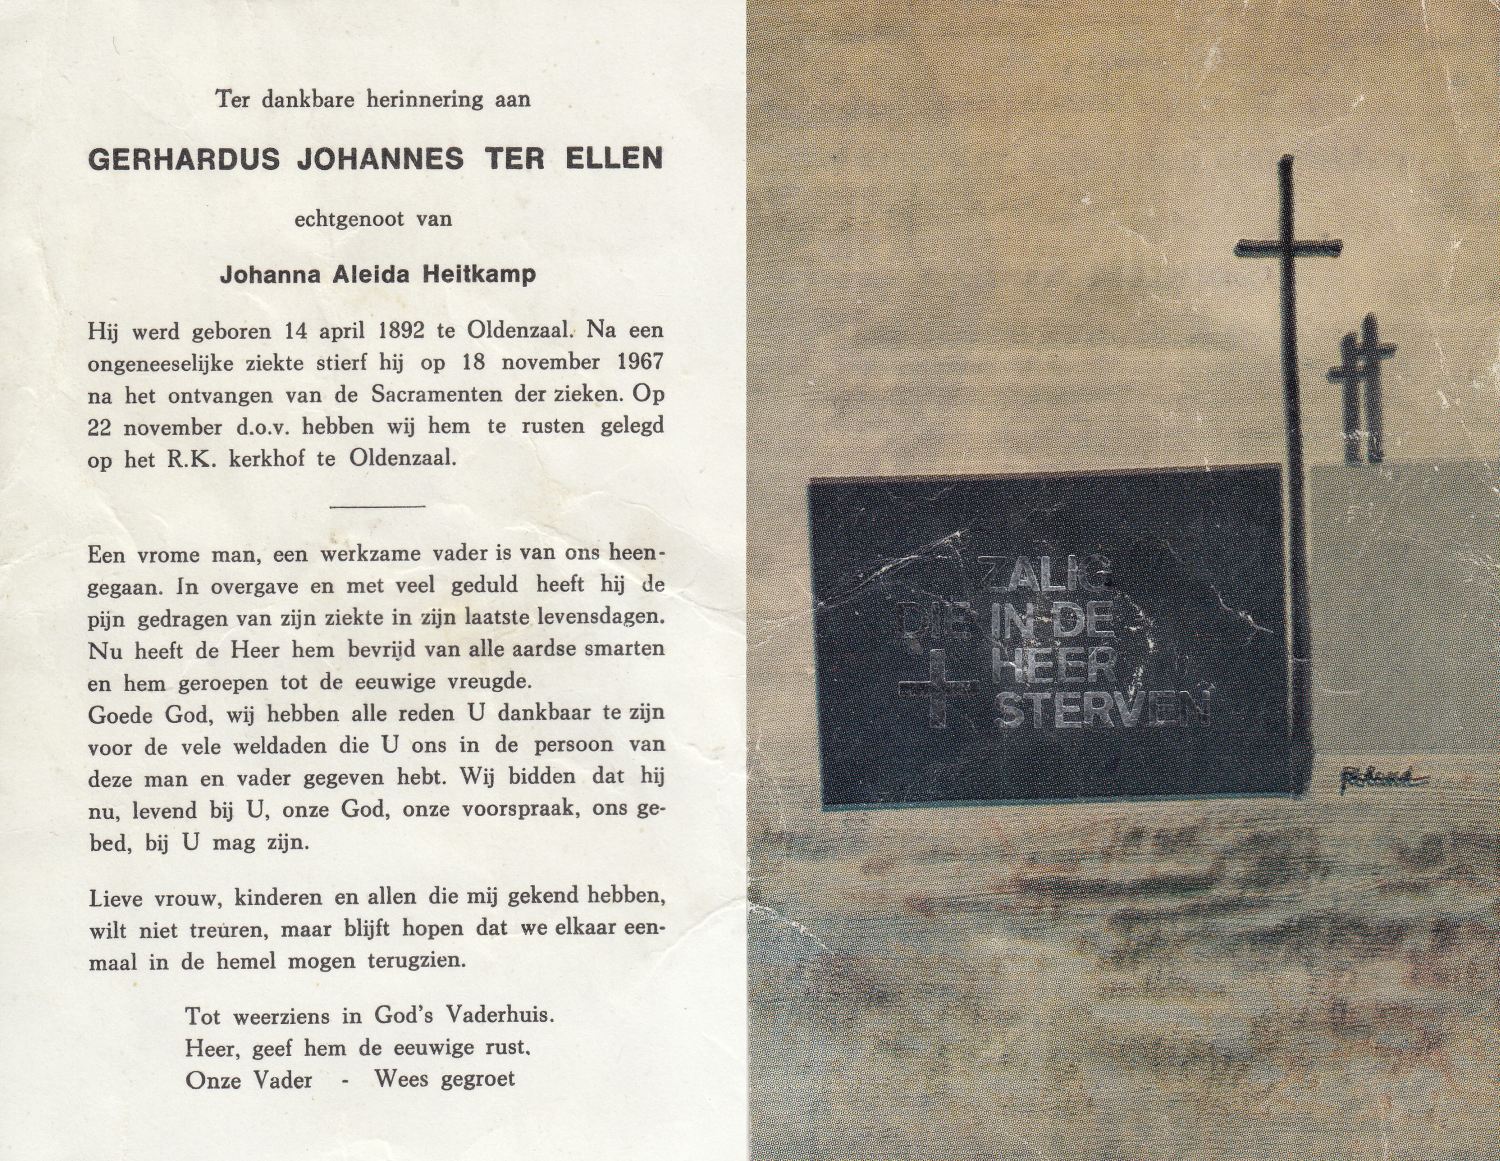 Ter dankbare herinnering aan
GERHARDUS JOHANNES TER ELLEN
echtgenoot van
Johanna Aleida Heitkamp
Hij werd geboren 14 april 1892 te Oldenzaal. Na een
ongeneeselijke ziekte stierf hij op 18 november 1967
na het ontvangen van de Sacramenten der zieken. Op
22 november d.o.v. hebben wij hem te rusten gelegd
op het R.K. kerkhof te Oldenzaal.
Een vrome man, een werkzame vader is van ons heen-
gegaan. In overgave en met veel geduld heeft hij de
pijn gedragen van zijn ziekte in zijn laatste levensdagen.
Nu heeft de Heer hem bevrijd van alle aardse smarten
en hem geroepen tot de eeuwige vreugde.
Goede God, wij hebben alle reden U dankbaar te zijn
voor de vele weldaden die U ons in de persoon van
deze man en vader gegeven hebt. Wij bidden dat hij
nu, levend bij U, onze God, onze voorspraak, ons ge-
bed, bij U mag zijn.
Lieve vrouw, kinderen en allen die mij gekend hebben,
wilt niet treuren, maar blijft hopen dat we elkaar een-
maal in de hemel mogen terugzien.
Tot weerziens in God's Vaderhuis.
Heer, geef hem de eeuwige rust.
Onze Vader - Wees gegroet
ZALIG
DIE IN DE
HEER
STERVEN